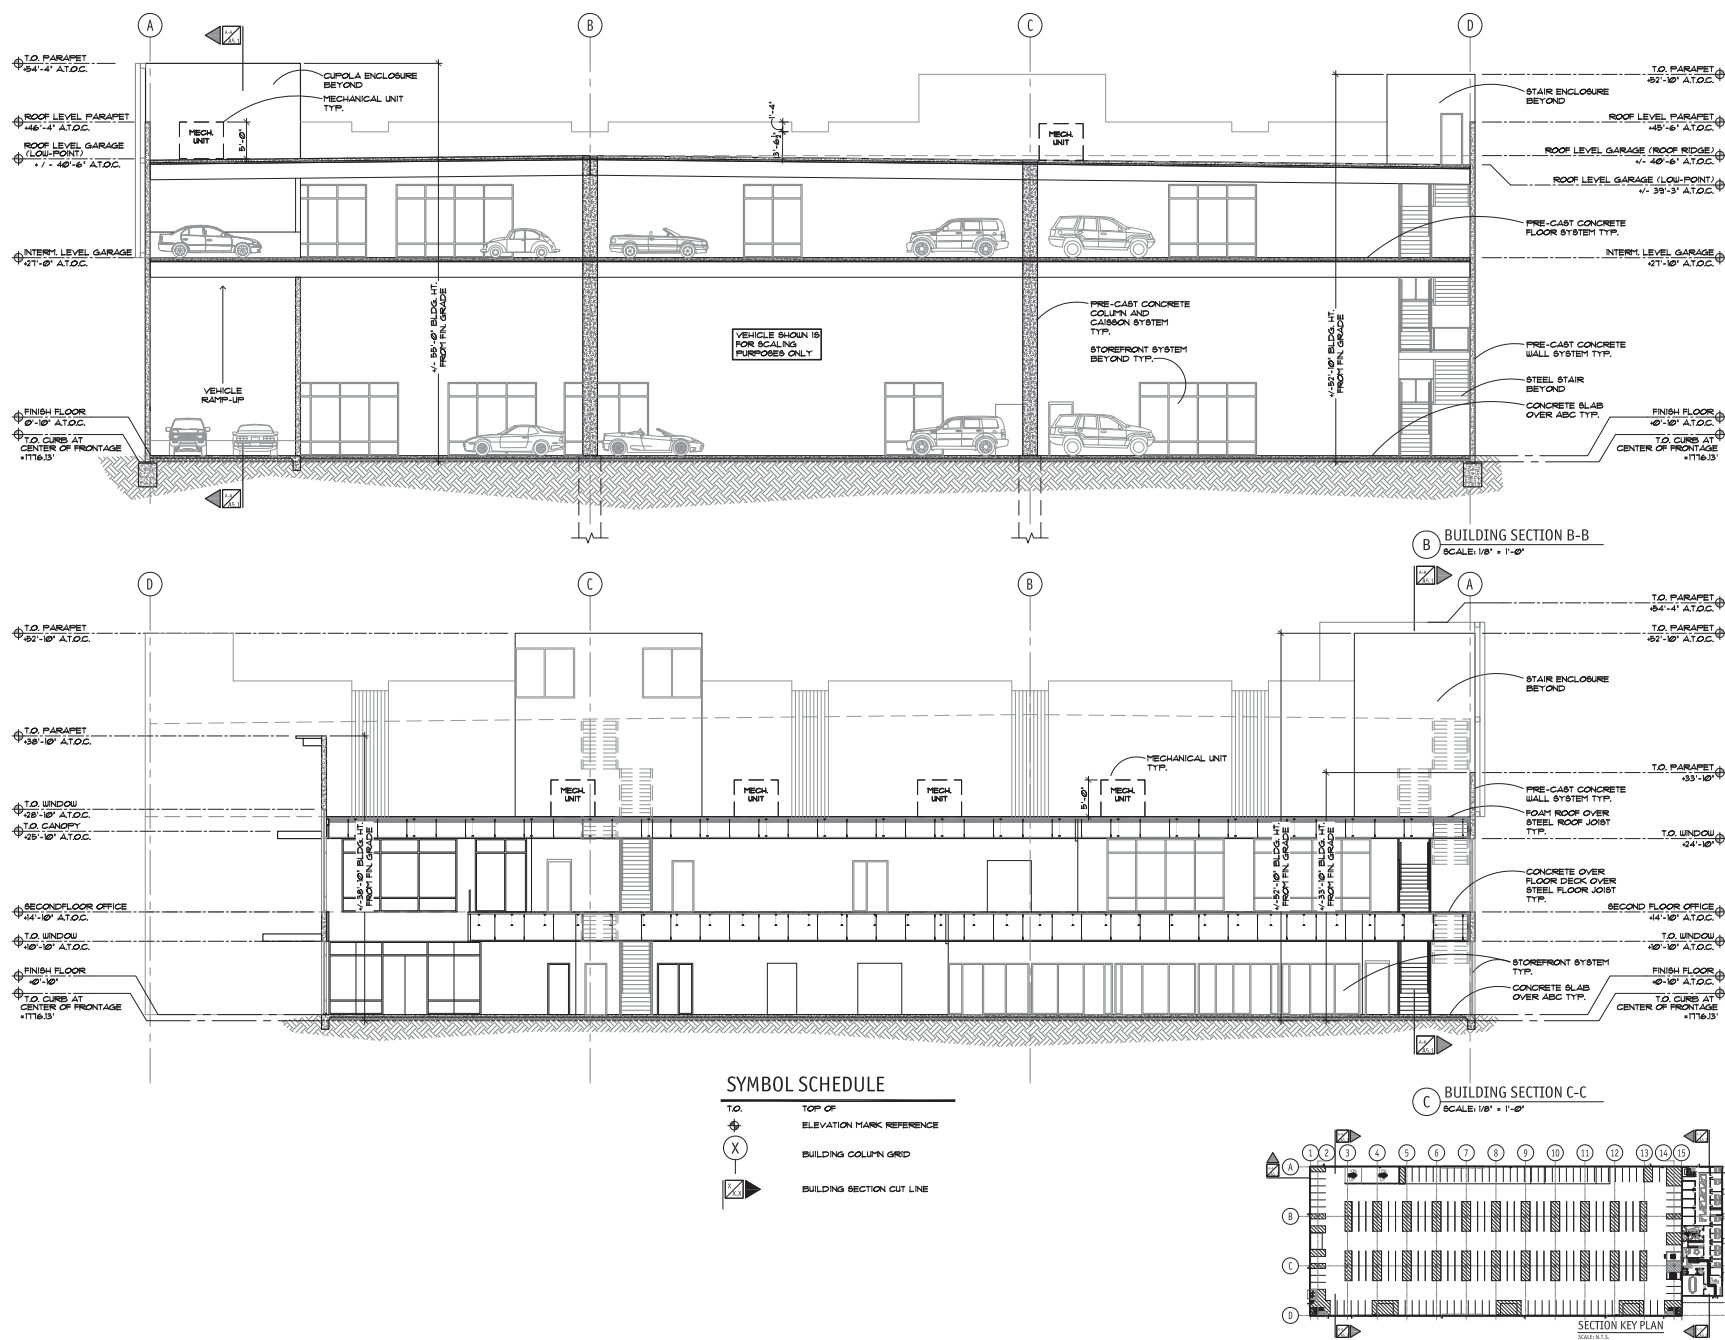 A
B
C
D
T.O. PARAPET
+54'-4" A.T.O.C.
ROOF LEVEL PARAPET
+46'-4" A.T.O.C.
ROOF LEVEL GARAGE
(LOW-POINT)
+ / - 40'-6" A.T.O.C.
INTERM. LEVEL GARAGE
+27'-0" A.T.O.C.
FINISH FLOOR
0'-10" A.T.O.C.
T.O. CURB AT
CENTER OF FRONTAGE
=1776.13'
CUPOLA ENCLOSURE
BEYOND
MECHANICAL UNIT
TYP.
MECH.
UNIT
5'-0"
1'-4"
3'-6½"
MECH.
UNIT
+/- 55'-0" BLDG. HT.
FROM FIN. GRADE
VEHICLE
RAMP-UP
VEHICLE SHOWN IS
FOR SCALING
PURPOSES ONLY
PRE-CAST CONCRETE
COLUMN AND
CAISSON SYSTEM
TYP.
STOREFRONT SYSTEM
BEYOND TYP.
+/-52'-10" BLDG. HT.
FROM FIN. GRADE
STAIR ENCLOSURE
BEYOND
PRE-CAST CONCRETE
FLOOR SYSTEM TYP.
PRE-CAST CONCRETE
WALL SYSTEM TYP.
STEEL STAIR
BEYOND
CONCRETE SLAB
OVER ABC TYP.
T.O. PARAPET
+52'-10" A.T.O.C.
ROOF LEVEL PARAPET
+45'-6" A.T.O.C.
ROOF LEVEL GARAGE (ROOF RIDGE)
+/- 40'-6" A.T.O.C.
ROOF LEVEL GARAGE (LOW-POINT)
+/- 39'-3" A.T.O.C.
INTERM. LEVEL GARAGE
+27'-10" A.T.O.C.
FINISH FLOOR
+0'-10" A.T.O.C.
T.O. CURB AT
CENTER OF FRONTAGE
=1776.13'
B
BUILDING SECTION B-B
SCALE: 1/8" = 1'-0"
D
C
B
A
T.O. PARAPET
+52'-10" A.T.O.C.
T.O. PARAPET
+38'-10" A.T.O.C.
T.O. WINDOW
+28'-10" A.T.O.C.
T.O. CANOPY
+25'-10" A.T.O.C.
SECONDFLOOR OFFICE
+14'-10" A.T.O.C.
T.O. WINDOW
+10'-10" A.T.O.C.
FINISH FLOOR
+0'-10"
T.O. CURB AT
CENTER OF FRONTAGE
=1776.13'
MECH.
UNIT
MECH.
UNIT
MECH.
UNIT
MECH.
UNIT
MECHANICAL UNIT
TYP.
5'-0"
+/-38'-10" BLDG. HT.
FROM FIN. GRADE
+/-52'-10" BLDG. HT.
FROM FIN. GRADE
+/-33'-10" BLDG. HT.
FROM FIN. GRADE
STAIR ENCLOSURE
BEYOND
PRE-CAST CONCRETE
WALL SYSTEM TYP.
FOAM ROOF OVER
STEEL ROOF JOIST
TYP.
CONCRETE OVER
FLOOR DECK OVER
STEEL FLOOR JOIST
TYP.
STOREFRONT SYSTEM
TYP.
CONCRETE SLAB
OVER ABC TYP.
T.O. PARAPET
+54'-4" A.T.O.C.
T.O. PARAPET
+52'-10" A.T.O.C.
T.O. PARAPET
+33'-10"
T.O. WINDOW
+24'-10"
SECOND FLOOR OFFICE
+14'-10" A.T.O.C.
T.O. WINDOW
+10'-10" A.T.O.C.
FINISH FLOOR
+0'-10" A.T.O.C.
T.O. CURB AT
CENTER OF FRONTAGE
=1776.13'
C
BUILDING SECTION C-C
SCALE: 1/8" = 1'-0"
SYMBOL SCHEDULE
T.O. TOP OF
ELEVATION MARK REFERENCE
X BUILDING COLUMN GRID
X X.X BUILDING SECTION CUT LINE
1 2 3 4 5 6 7 8 9 10 11 12 13 14 15
A
B
C
D
SECTION KEY PLAN
SCALE: N.T.S.